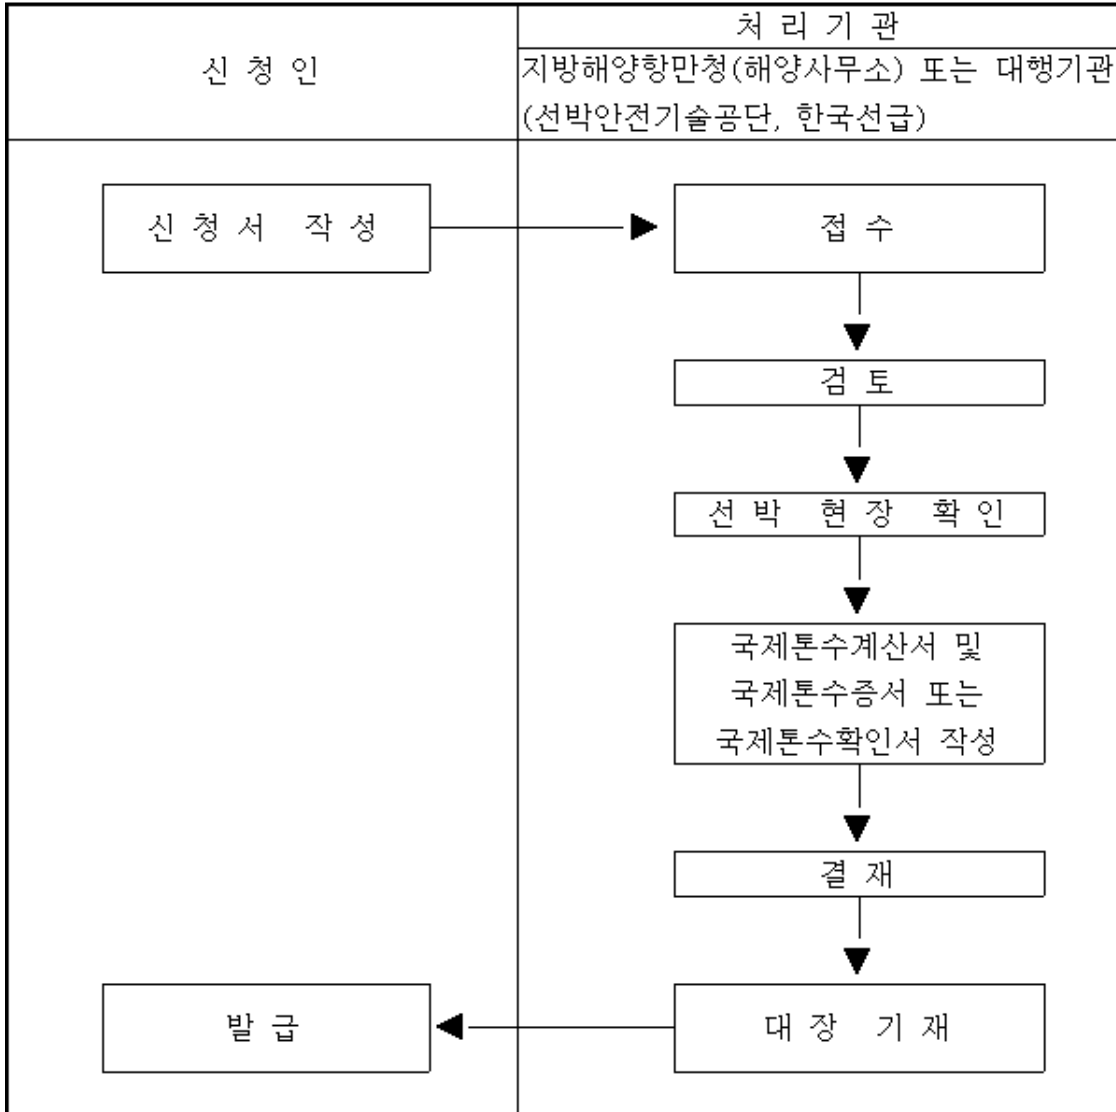 신 청 인
처 리 기 관
지방해양항만청(해양사무소) 또는 대행기관
(선박안전기술공단, 한국선급)
신 청 서 작 성
접 수
검 토
선 박 현 장 확 인
국제톤수계산서 및
국제톤수증서 또는
국제톤수확인서 작성
결 재
대 장 기 재
발 급